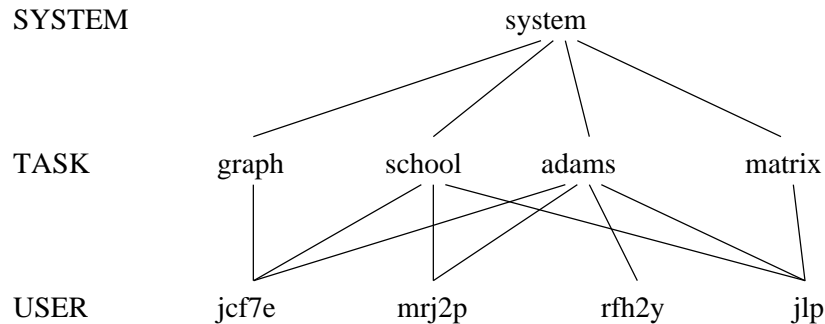 SYSTEM system
TASK graph school adams matrix
USER jcf7e mrj2p rfh2y jlp